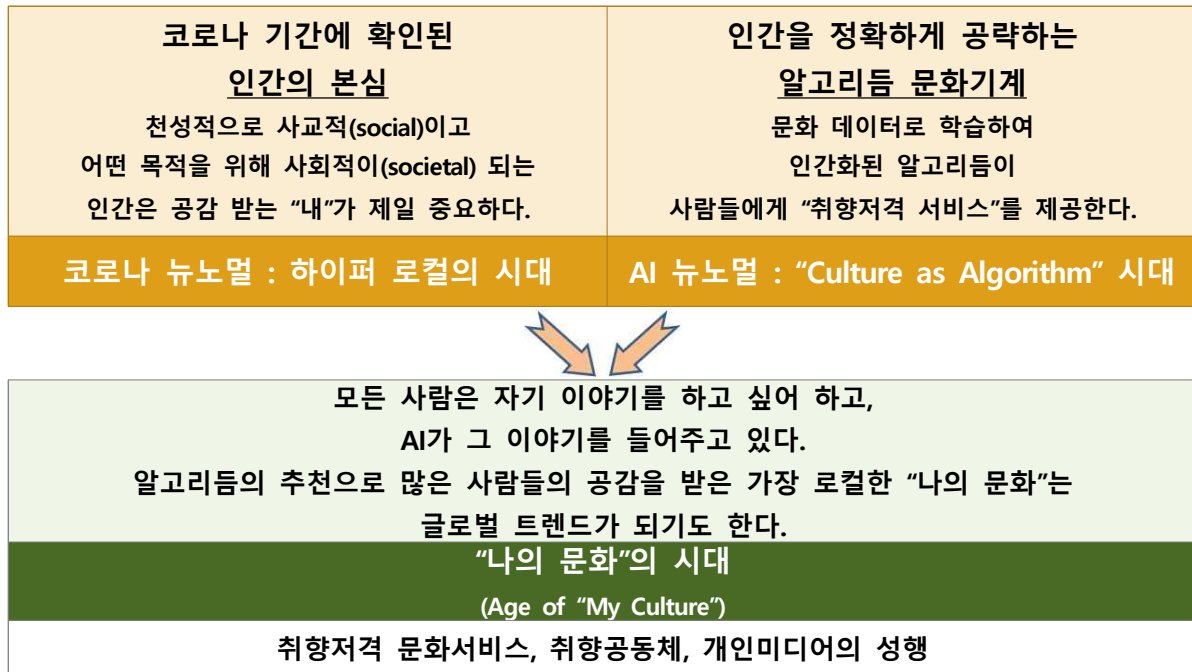 코로나 기간에 확인된
인간의 본심
천성적으로 사교적(social)이고
어떤 목적을 위해 사회적이(societal) 되는
인간은 공감 받는 “내”가 제일 중요하다.
코로나 뉴노멀 : 하이퍼 로컬의 시대
인간을 정확하게 공략하는
알고리듬 문화기계
문화 데이터로 학습하여
인간화된 알고리듬이
사람들에게 “취향저격 서비스”를 제공한다.
AI 뉴노멀 : “Culture as Algorithm” 시대
모든 사람은 자기 이야기를 하고 싶어 하고,
AI가 그 이야기를 들어주고 있다.
알고리듬의 추천으로 많은 사람들의 공감을 받은 가장 로컬한 “나의 문화”는
글로벌 트렌드가 되기도 한다.
“나의 문화”의 시대
(Age of “My Culture”)
취향저격 문화서비스, 취향공동체, 개인미디어의 성행